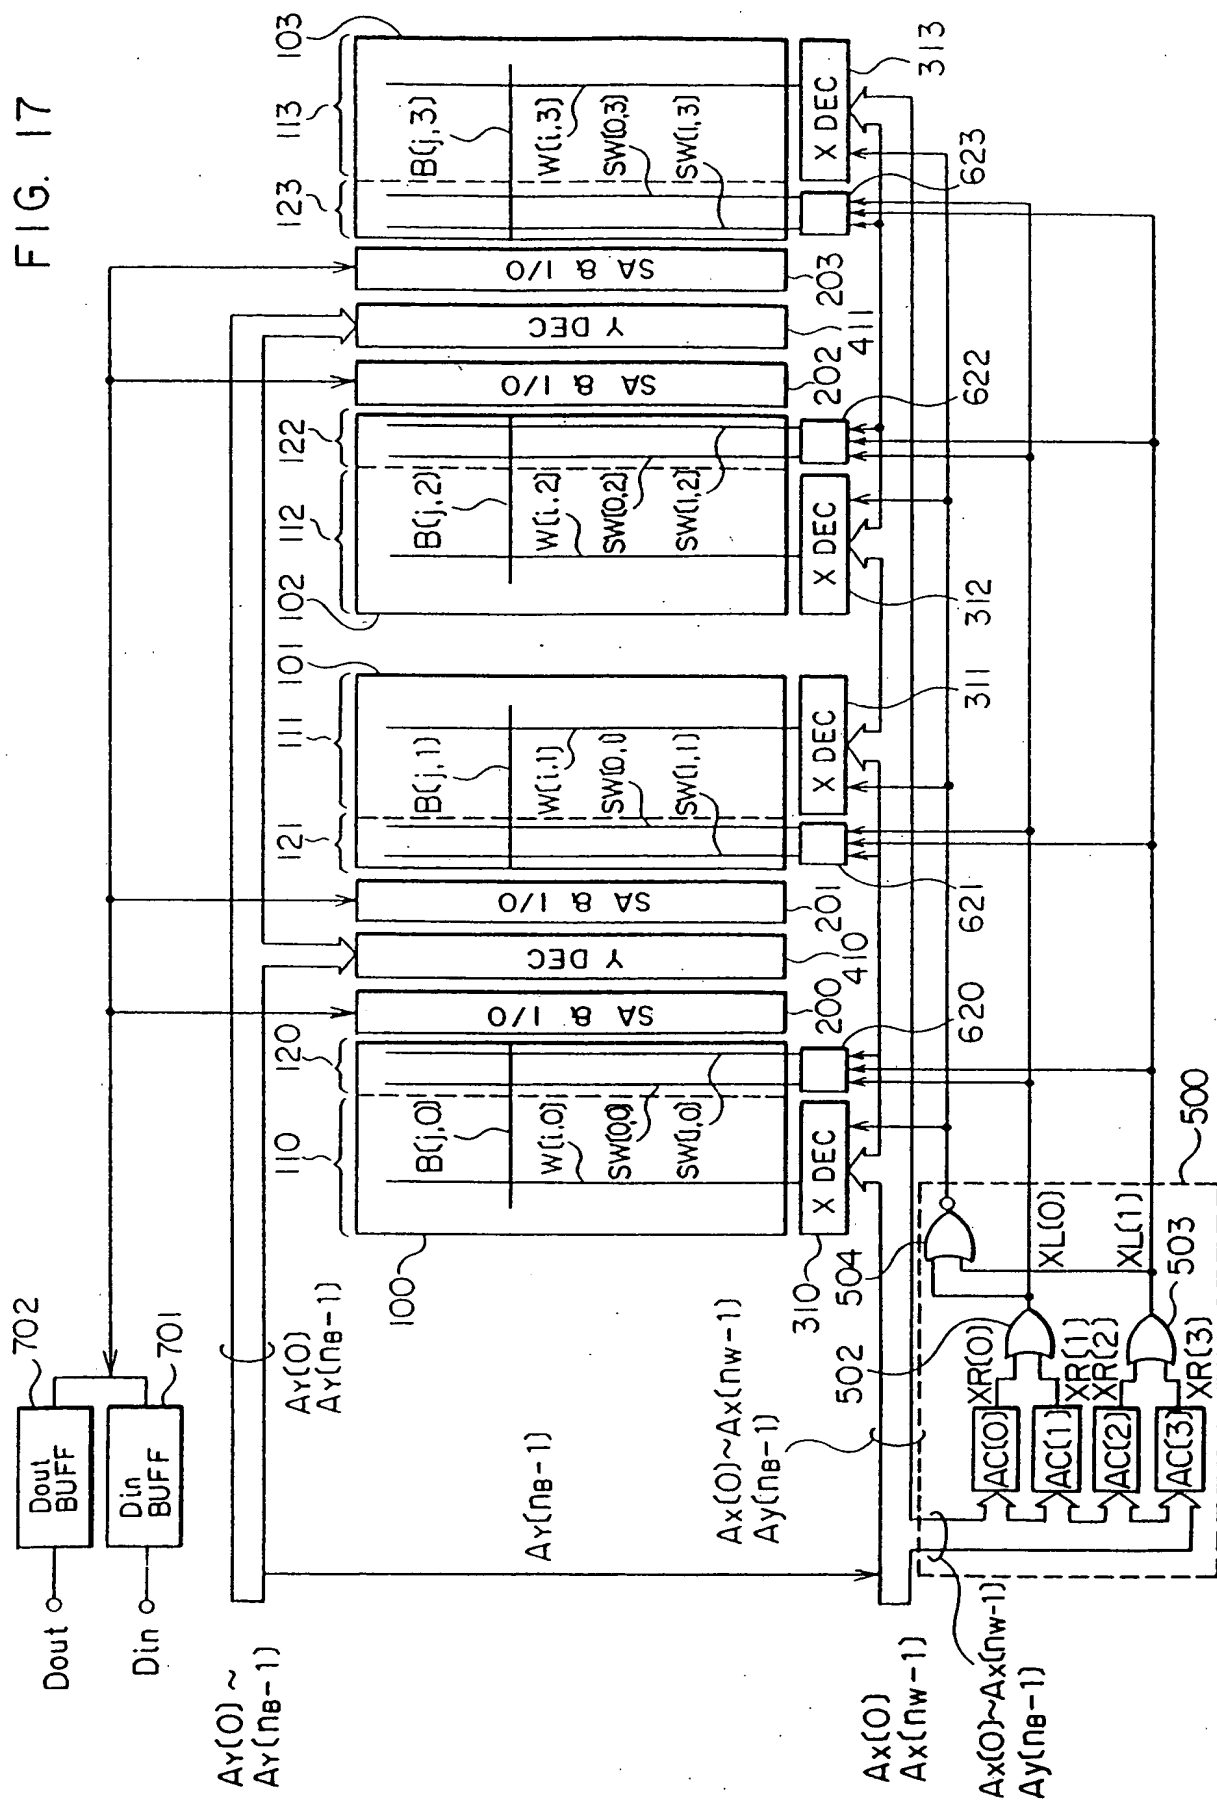 FIG. 17
Dout
Dout
BUFF
702
Din
Din
BUFF
701
AY(0) ~
AY(nB-1)
AY(0)
AY(nB-1)
AY(nB-1)
100
110
120
121
111
101
102
112
122
123
113
103
B(j,0)
W(i,0)
SW(0,0)
SW(1,0)
SA & I/O
Y DEC
SA & I/O
B(j,1)
W(i,1)
SW(0,1)
SW(1,1)
B(j,2)
W(i,2)
SW(0,2)
SW(1,2)
SA & I/O
Y DEC
SA & I/O
B(j,3)
W(i,3)
SW(0,3)
SW(1,3)
200
410
201
202
411
203
X DEC
X DEC
X DEC
X DEC
310
620
621
311
312
622
623
313
Ax(0)~Ax(nw-1)
Ay(nB-1)
Ax(0)
Ax(nw-1)
Ax(0)~Ax(nw-1)
Ay(nB-1)
502
504
XR(0)
XR(1)
XR(2)
XR(3)
AC(0)
AC(1)
AC(2)
AC(3)
XL(0)
XL(1)
503
500